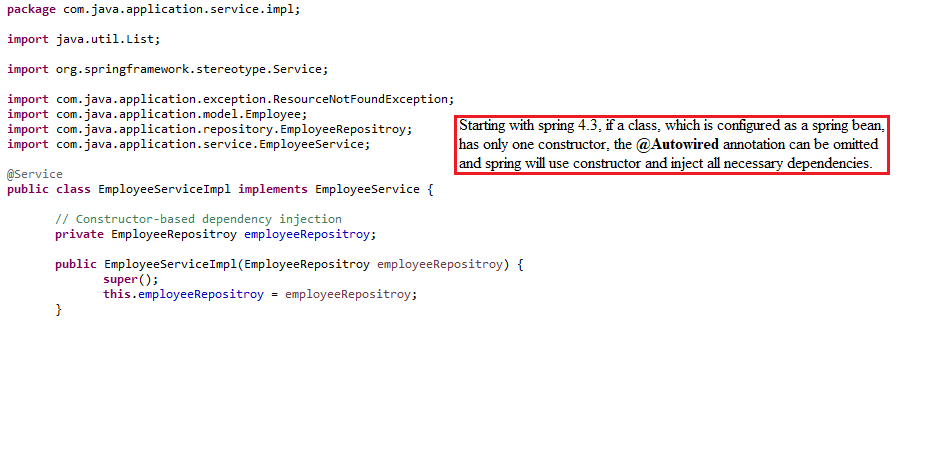 package com.java.application.service.impl;
import java.util.List;
import org.springframework.stereotype.Service;
import com.java.application.exception.ResourceNotFoundException;
import com.java.application.model.Employee;
import com.java.application.repository.EmployeeRepositroy;
import com.java.application.service.EmployeeService;
Starting with spring 4.3, if a class, which is configured as a spring bean,
has only one constructor, the @Autowired annotation can be omitted
and spring will use constructor and inject all necessary dependencies.
@Service
public class EmployeeServiceImpl implements EmployeeService {
// Constructor-based dependency injection
private EmployeeRepositroy employeeRepositroy;
public EmployeeServiceImpl(EmployeeRepositroy employeeRepositroy) {
super();
this.employeeRepositroy = employeeRepositroy;
}